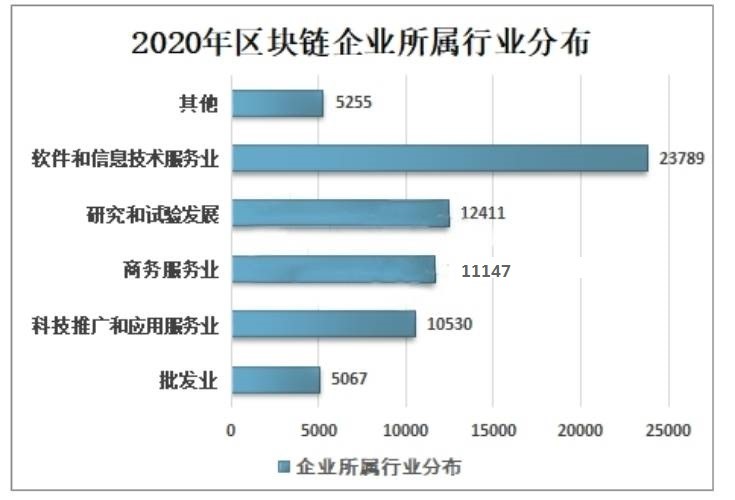 2020年区块链企业所属行业分布
其他 5255
软件和信息技术服务业 23789
研究和试验发展 12411
商务服务业 11147
科技推广和应用服务业 10530
批发业 5067
0 5000 10000 15000 20000 25000
企业所属行业分布